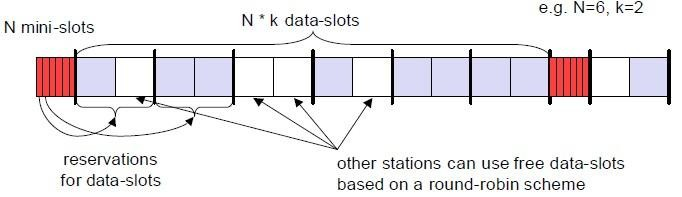 e.g. N=6, k=2
N mini-slots
N * k data-slots
reservations
for data-slots
other stations can use free data-slots
based on a round-robin scheme